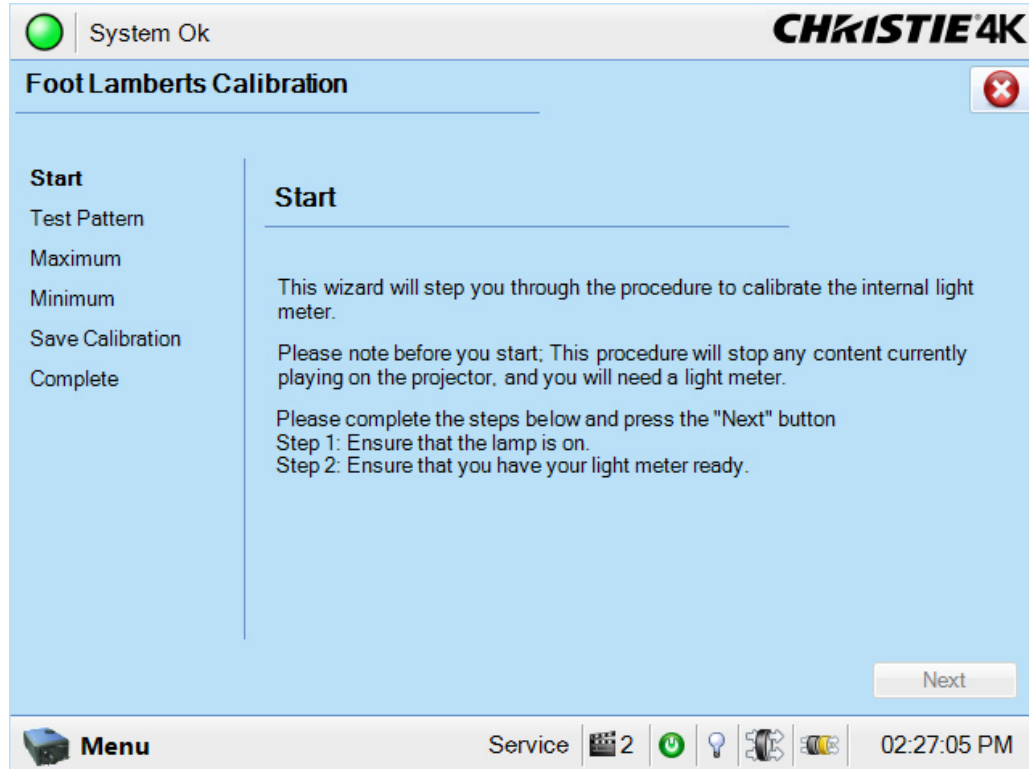 System Ok
CHRISTIE 4K
Foot Lamberts Calibration
Start
Test Pattern
Maximum
Minimum
Save Calibration
Complete
Start
This wizard will step you through the procedure to calibrate the internal light
meter.
Please note before you start; This procedure will stop any content currently
playing on the projector, and you will need a light meter.
Please complete the steps below and press the "Next" button
Step 1: Ensure that the lamp is on.
Step 2: Ensure that you have your light meter ready.
Next
Menu
Service
2
02:27:05 PM